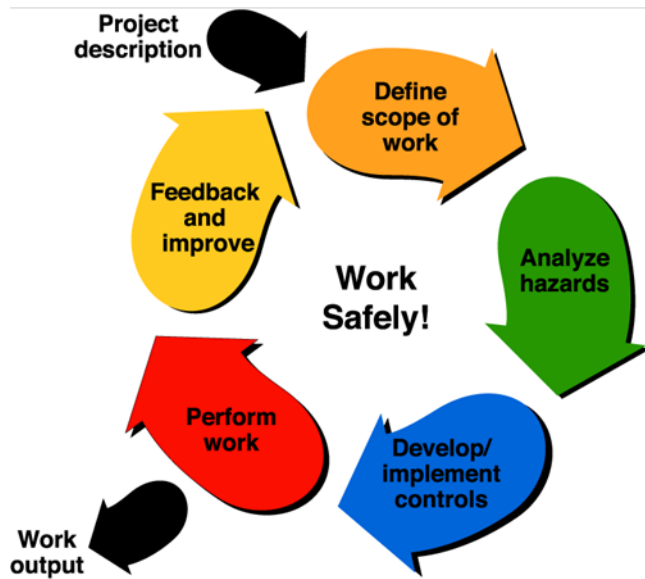 Project
description
Define
scope of
work
Analyze
hazards
Develop/
implement
controls
Perform
work
Work
output
Feedback
and
improve
Work
Safely!